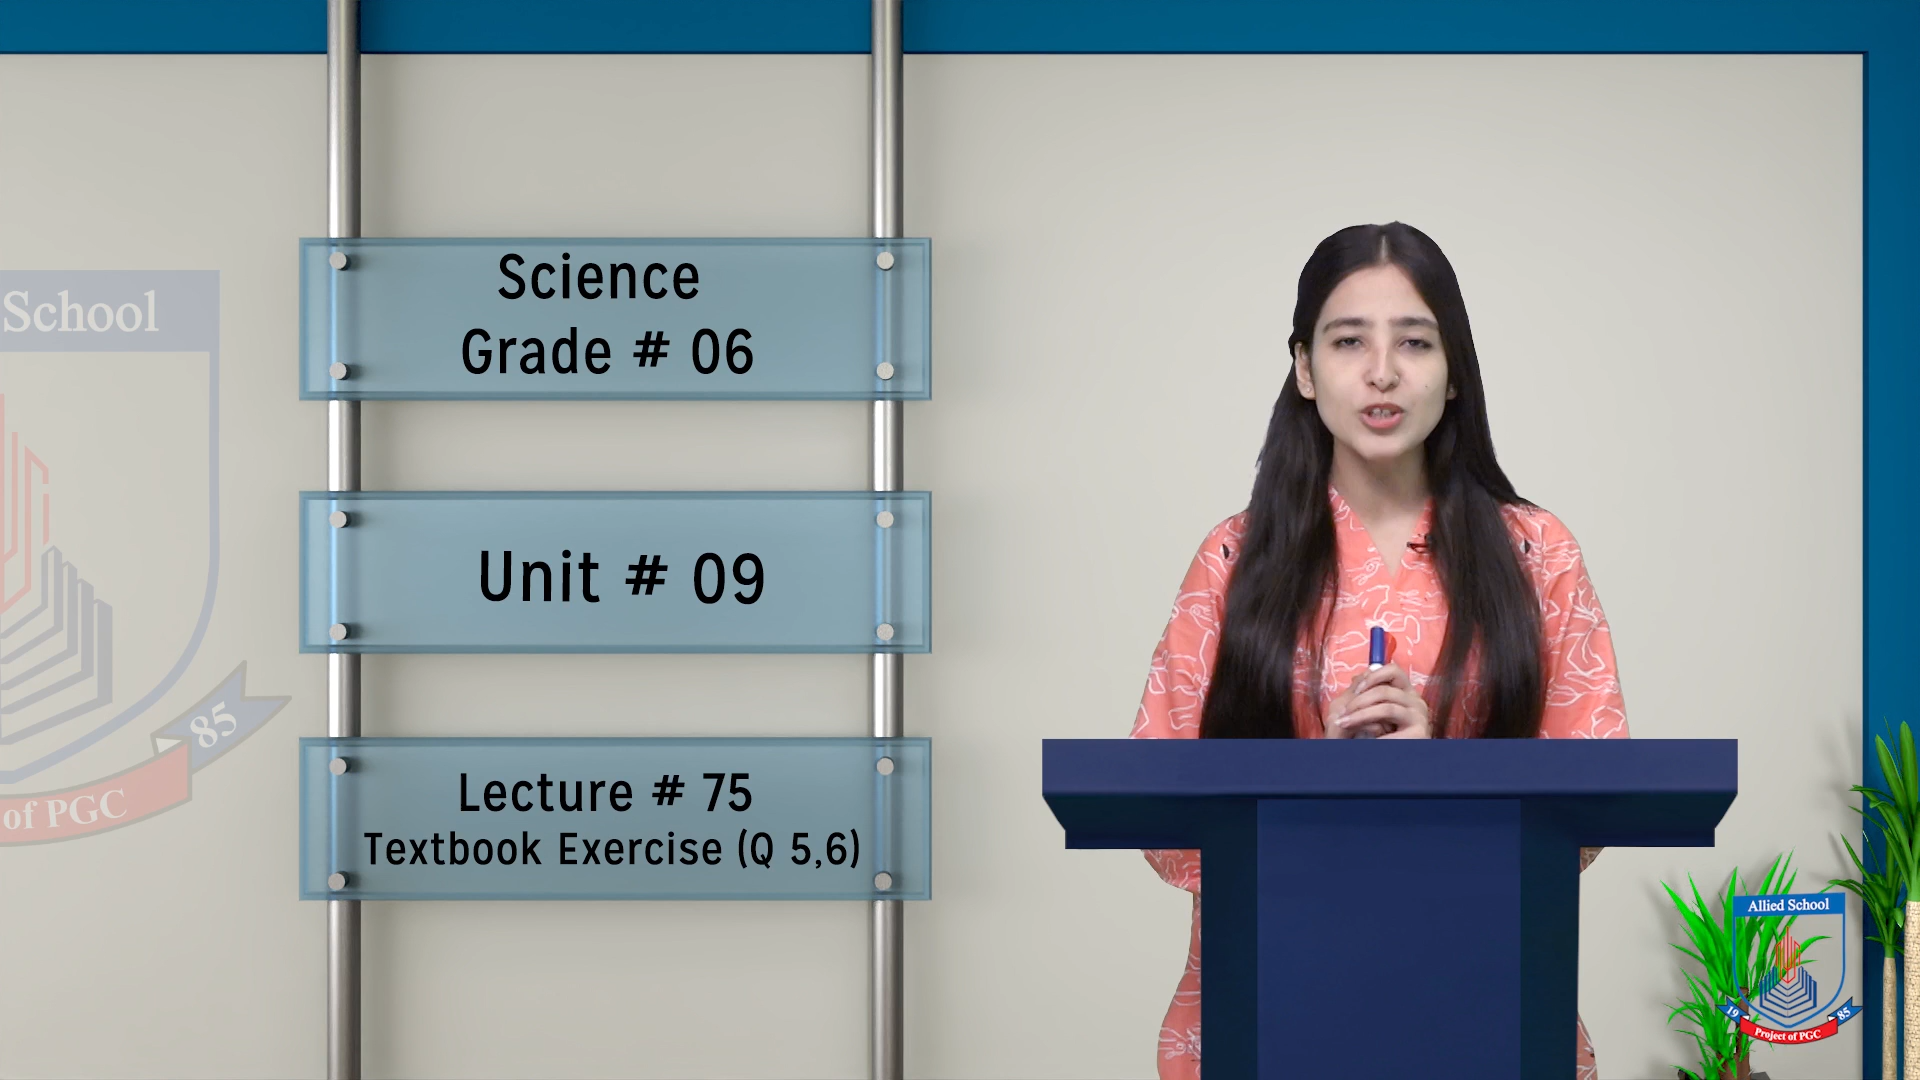 Science
Grade # 06
Unit # 09
Lecture # 75
Textbook Exercise (Q 5,6)
School
85
of PGC
Allied School
19
85
Project of PGC